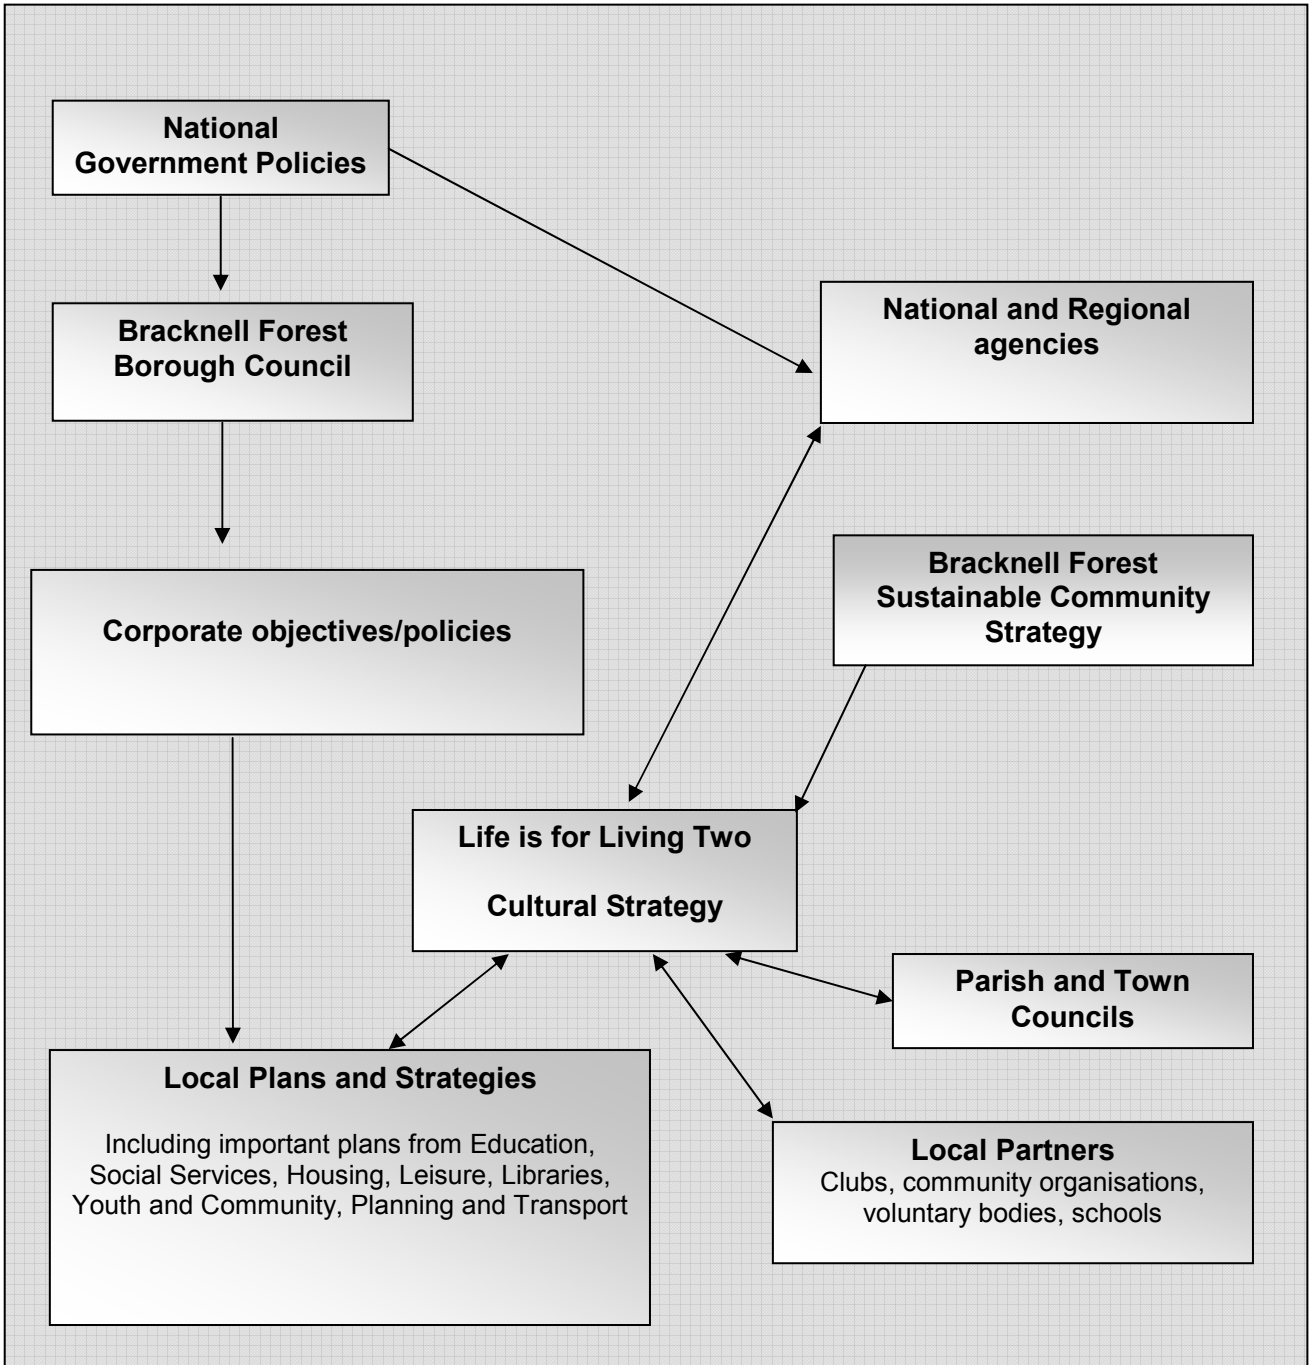 National
Government Policies
Bracknell Forest
Borough Council
National and Regional
agencies
Corporate objectives/policies
Bracknell Forest
Sustainable Community
Strategy
Life is for Living Two
Cultural Strategy
Parish and Town
Councils
Local Plans and Strategies
Including important plans from Education,
Social Services, Housing, Leisure, Libraries,
Youth and Community, Planning and Transport
Local Partners
Clubs, community organisations,
voluntary bodies, schools